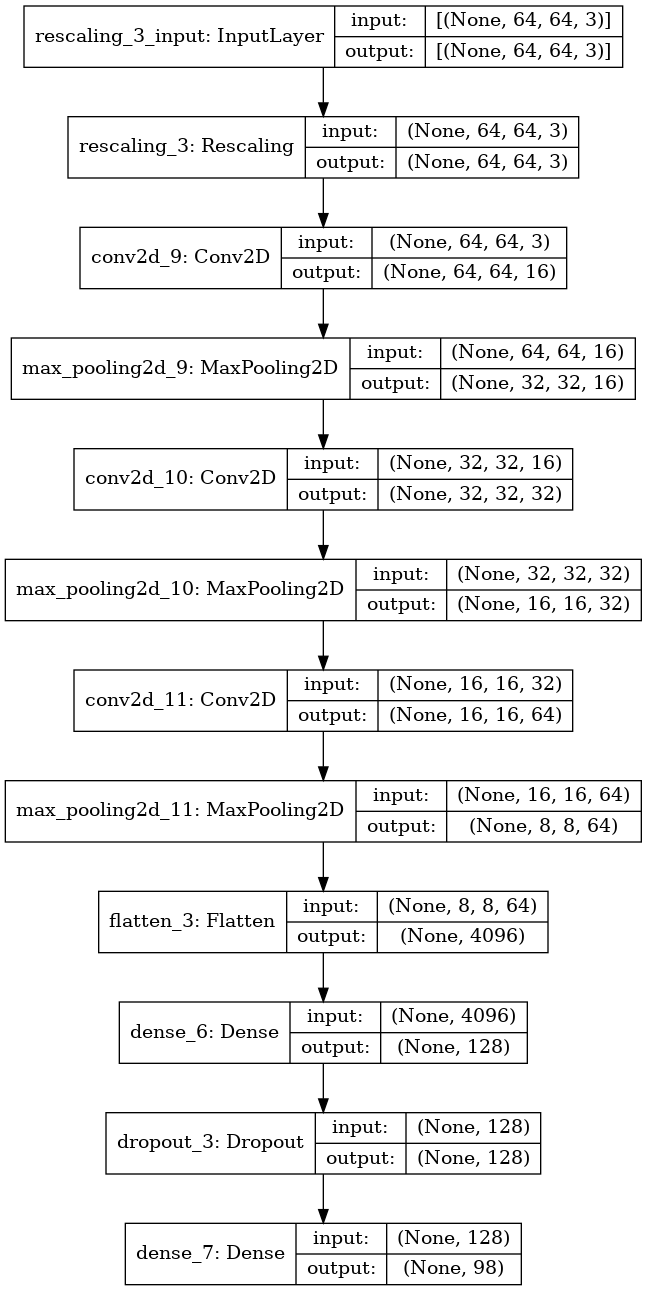 rescaling_3_input: InputLayer
input: [(None, 64, 64, 3)]
output: [(None, 64, 64, 3)]
rescaling_3: Rescaling
input: (None, 64, 64, 3)
output: (None, 64, 64, 3)
conv2d_9: Conv2D
input: (None, 64, 64, 3)
output: (None, 64, 64, 16)
max_pooling2d_9: MaxPooling2D
input: (None, 64, 64, 16)
output: (None, 32, 32, 16)
conv2d_10: Conv2D
input: (None, 32, 32, 16)
output: (None, 32, 32, 32)
max_pooling2d_10: MaxPooling2D
input: (None, 32, 32, 32)
output: (None, 16, 16, 32)
conv2d_11: Conv2D
input: (None, 16, 16, 32)
output: (None, 16, 16, 64)
max_pooling2d_11: MaxPooling2D
input: (None, 16, 16, 64)
output: (None, 8, 8, 64)
flatten_3: Flatten
input: (None, 8, 8, 64)
output: (None, 4096)
dense_6: Dense
input: (None, 4096)
output: (None, 128)
dropout_3: Dropout
input: (None, 128)
output: (None, 128)
dense_7: Dense
input: (None, 128)
output: (None, 98)